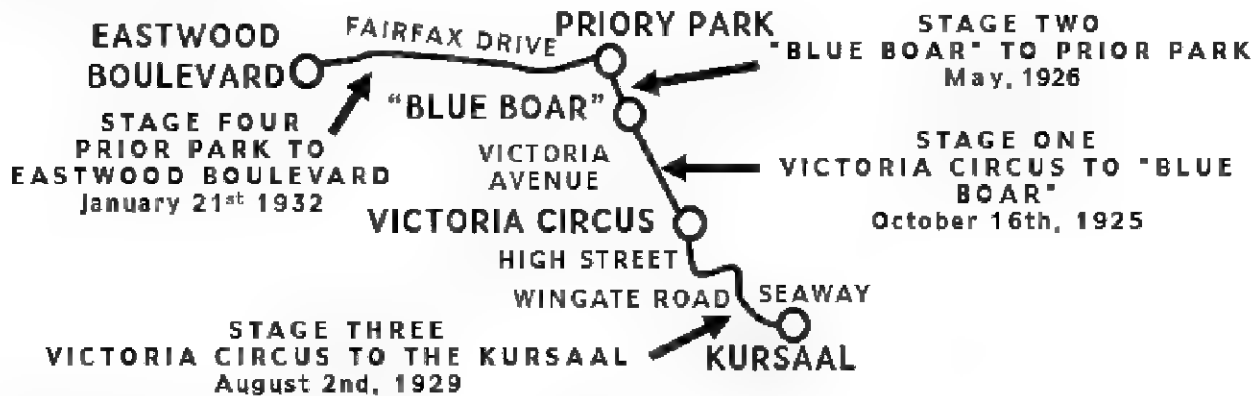 EASTWOOD
BOULEVARD
FAIRFAX DRIVE
PRIORY PARK
STAGE TWO
"BLUE BOAR" TO PRIOR PARK
May, 1926
"BLUE BOAR"
STAGE FOUR
PRIOR PARK TO
EASTWOOD BOULEVARD
January 21st 1932
VICTORIA
AVENUE
STAGE ONE
VICTORIA CIRCUS TO "BLUE
BOAR"
October 16th, 1925
VICTORIA CIRCUS
HIGH STREET
WINGATE ROAD
SEAWAY
STAGE THREE
VICTORIA CIRCUS TO THE KURSAAL
August 2nd, 1929
KURSAAL